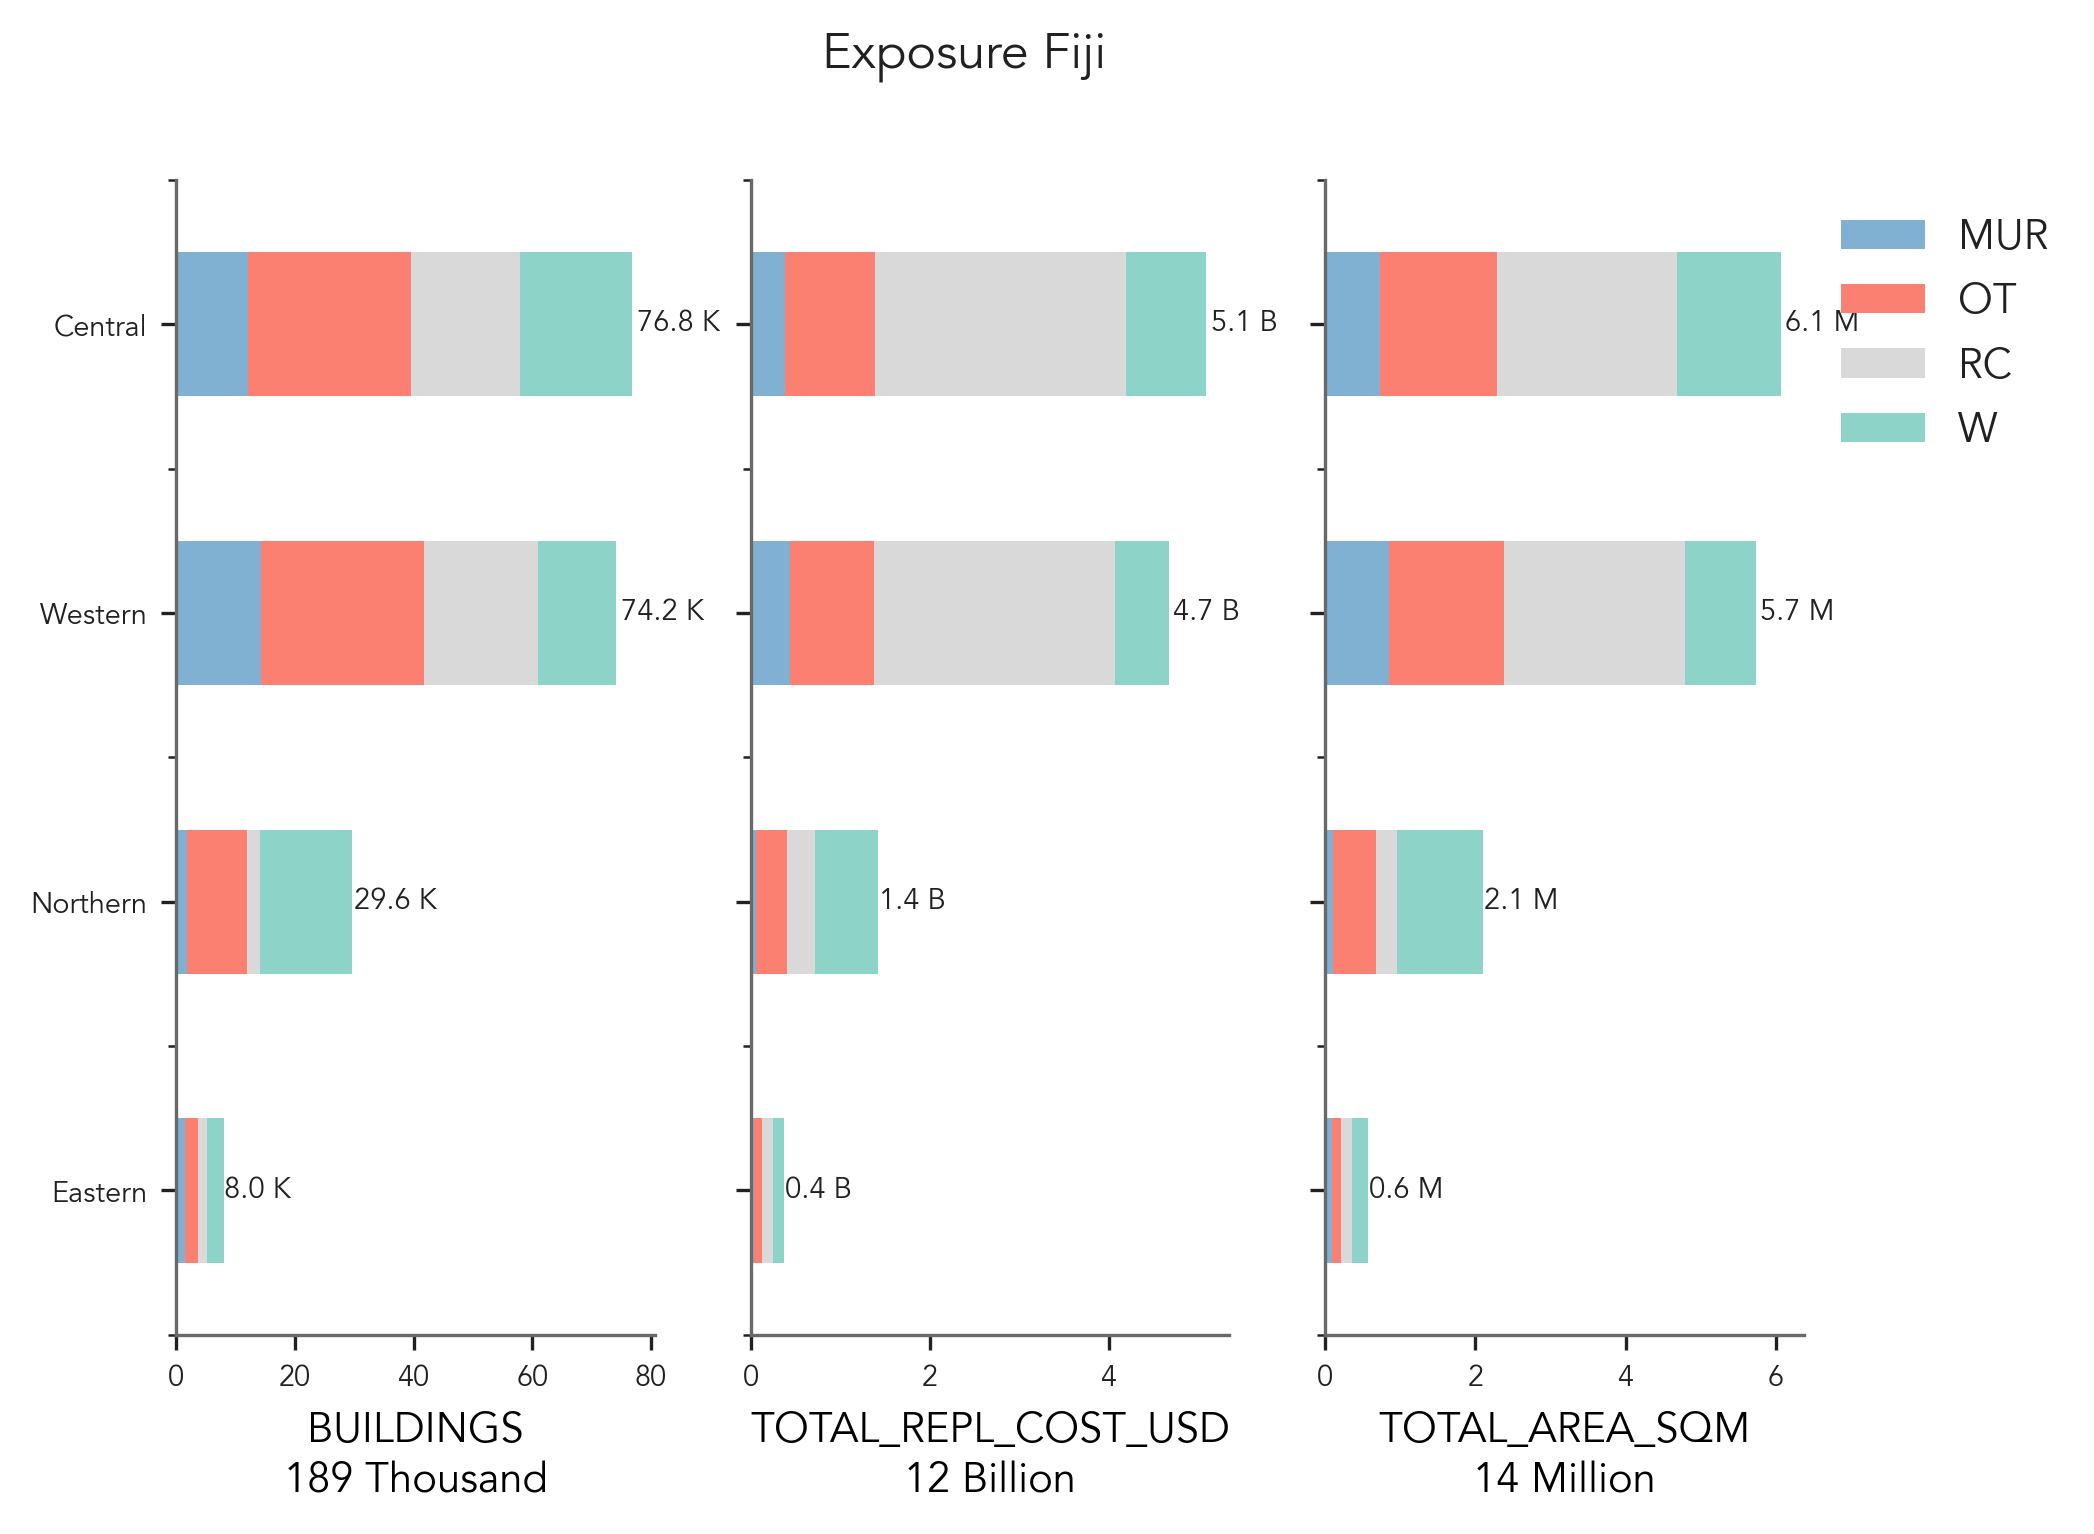 Exposure Fiji
MUR
OT
RC
W
Central
76.8 K
5.1 B
6.1 M
Western
74.2 K
4.7 B
5.7 M
Northern
29.6 K
1.4 B
2.1 M
Eastern
8.0 K
0.4 B
0.6 M
0 20 40 60 80
0 2 4
0 2 4 6
BUILDINGS
189 Thousand
TOTAL_REPL_COST_USD
12 Billion
TOTAL_AREA_SQM
14 Million